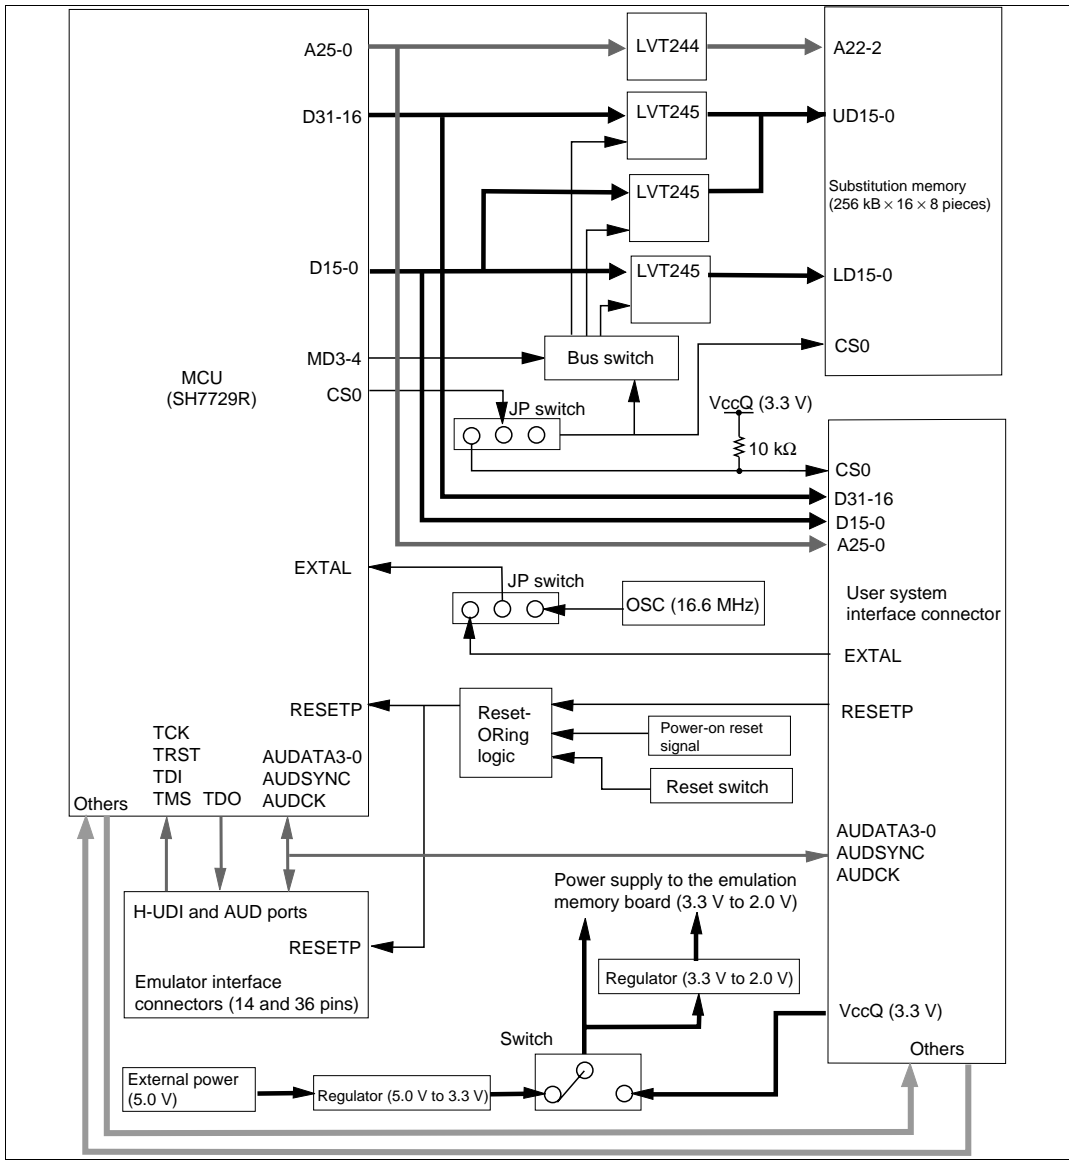 A25-0
LVT244
A22-2
D31-16
LVT245
UD15-0
LVT245
Substitution memory
(256 kB × 16 × 8 pieces)
D15-0
LVT245
LD15-0
MD3-4
Bus switch
CS0
MCU
(SH7729R)
CS0
JP switch
VccQ (3.3 V)
10 kΩ
CS0
D31-16
D15-0
A25-0
EXTAL
JP switch
OSC (16.6 MHz)
User system
interface connector
EXTAL
RESETP
Reset-
ORing
logic
RESETP
Power-on reset
signal
Reset switch
TCK
TRST
TDI
TMS
TDO
AUDATA3-0
AUDSYNC
AUDCK
Others
AUDATA3-0
AUDSYNC
AUDCK
H-UDI and AUD ports
RESETP
Emulator interface
connectors (14 and 36 pins)
Power supply to the emulation
memory board (3.3 V to 2.0 V)
Regulator (3.3 V to 2.0 V)
VccQ (3.3 V)
Switch
Others
External power
(5.0 V)
Regulator (5.0 V to 3.3 V)